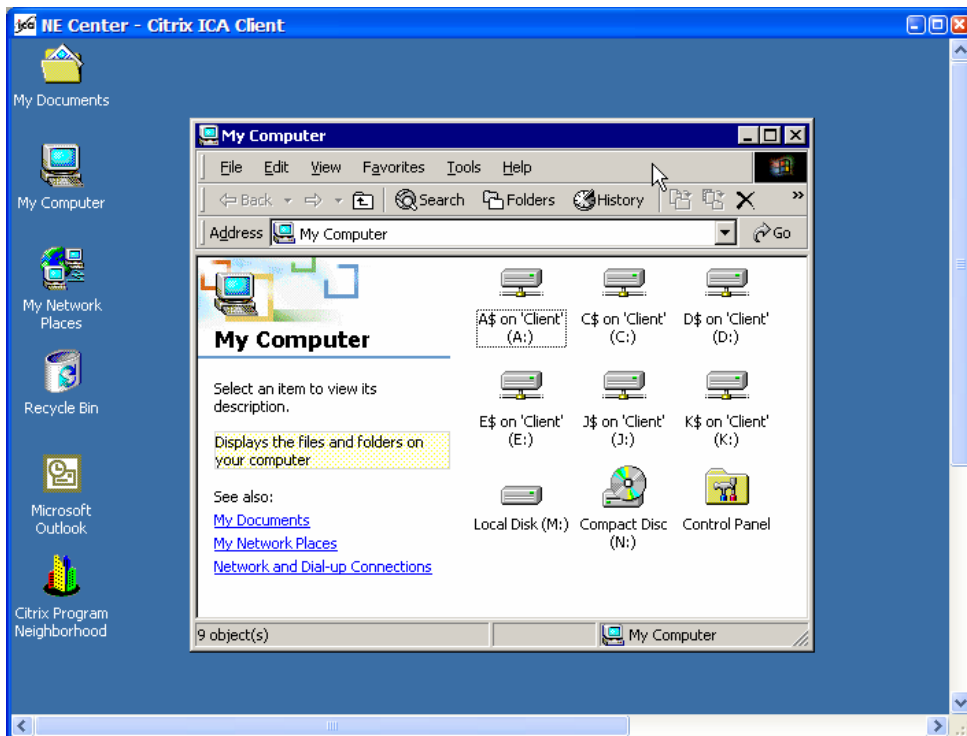 NE Center - Citrix ICA Client
My Documents
My Computer
My Network
Places
Recycle Bin
Microsoft
Outlook
Citrix Program
Neighborhood
My Computer
File Edit View Favorites Tools Help
Back Search Folders History »
Address My Computer Go
My Computer
Select an item to view its
description.
Displays the files and folders on
your computer
See also:
My Documents
My Network Places
Network and Dial-up Connections
A$ on 'Client'
(A:)
C$ on 'Client'
(C:)
D$ on 'Client'
(D:)
E$ on 'Client'
(E:)
J$ on 'Client'
(J:)
K$ on 'Client'
(K:)
Local Disk (M:)
Compact Disc
(N:)
Control Panel
9 object(s)
My Computer